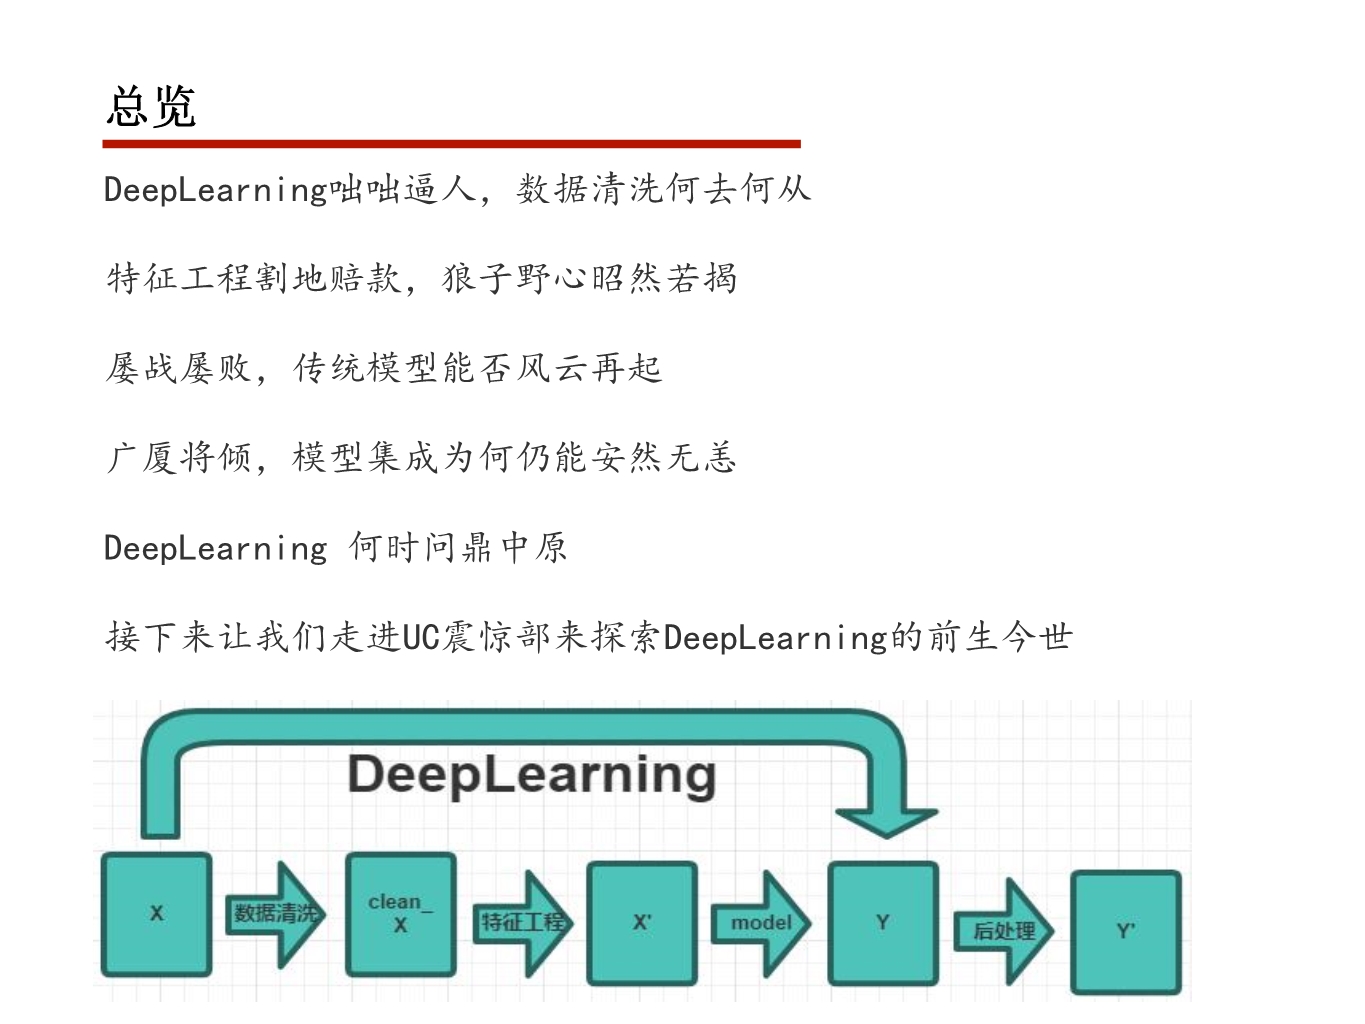 总览
DeepLearning咄咄逼人，数据清洗何去何从
特征工程割地赔款，狼子野心昭然若揭
屡战屡败，传统模型能否风云再起
广厦将倾，模型集成为何仍能安然无恙
DeepLearning 何时问鼎中原
接下来让我们走进UC震惊部来探索DeepLearning的前生今世
DeepLearning
X
数据清洗
clean_
X
特征工程
X'
model
Y
后处理
Y'